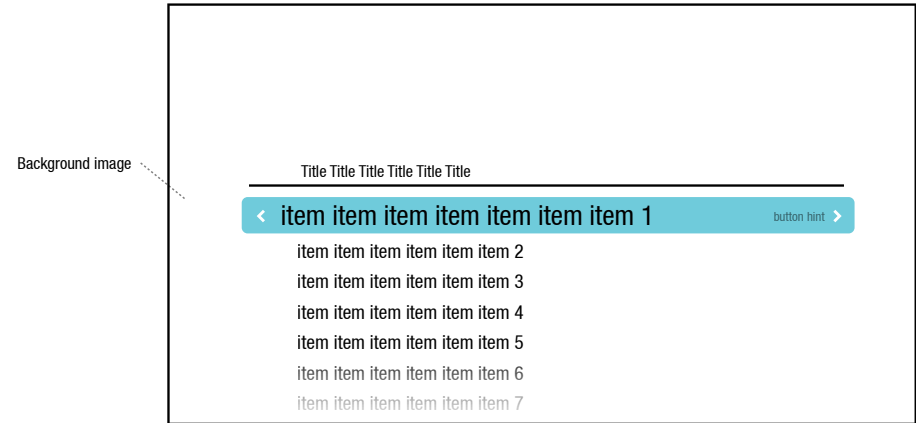 Background image
Title Title Title Title Title Title
item item item item item item item 1
button hint
item item item item item item 2
item item item item item item 3
item item item item item item 4
item item item item item item 5
item item item item item item 6
item item item item item item 7